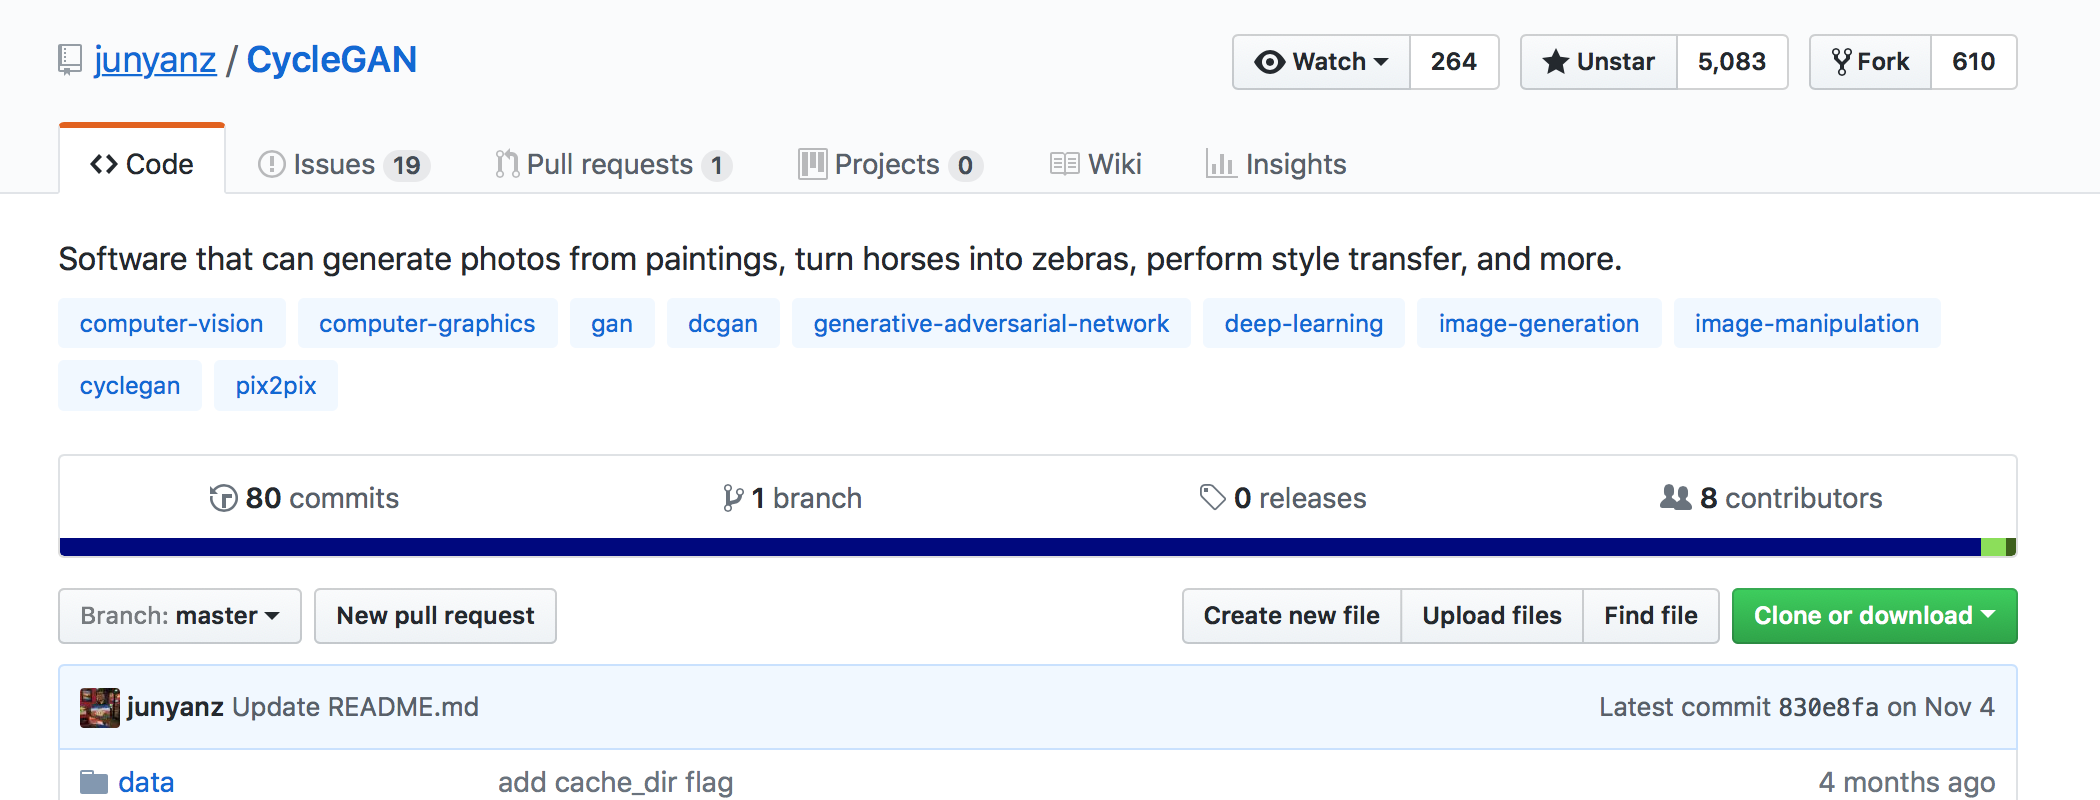 junyanz / CycleGAN Watch 264 Unstar 5,083 Fork 610
Code Issues 19 Pull requests 1 Projects 0 Wiki Insights
Software that can generate photos from paintings, turn horses into zebras, perform style transfer, and more.
computer-vision computer-graphics gan dcgan generative-adversarial-network deep-learning image-generation image-manipulation
cyclegan pix2pix
80 commits 1 branch 0 releases 8 contributors
Branch: master New pull request Create new file Upload files Find file Clone or download
junyanz Update README.md Latest commit 830e8fa on Nov 4
data add cache_dir flag 4 months ago